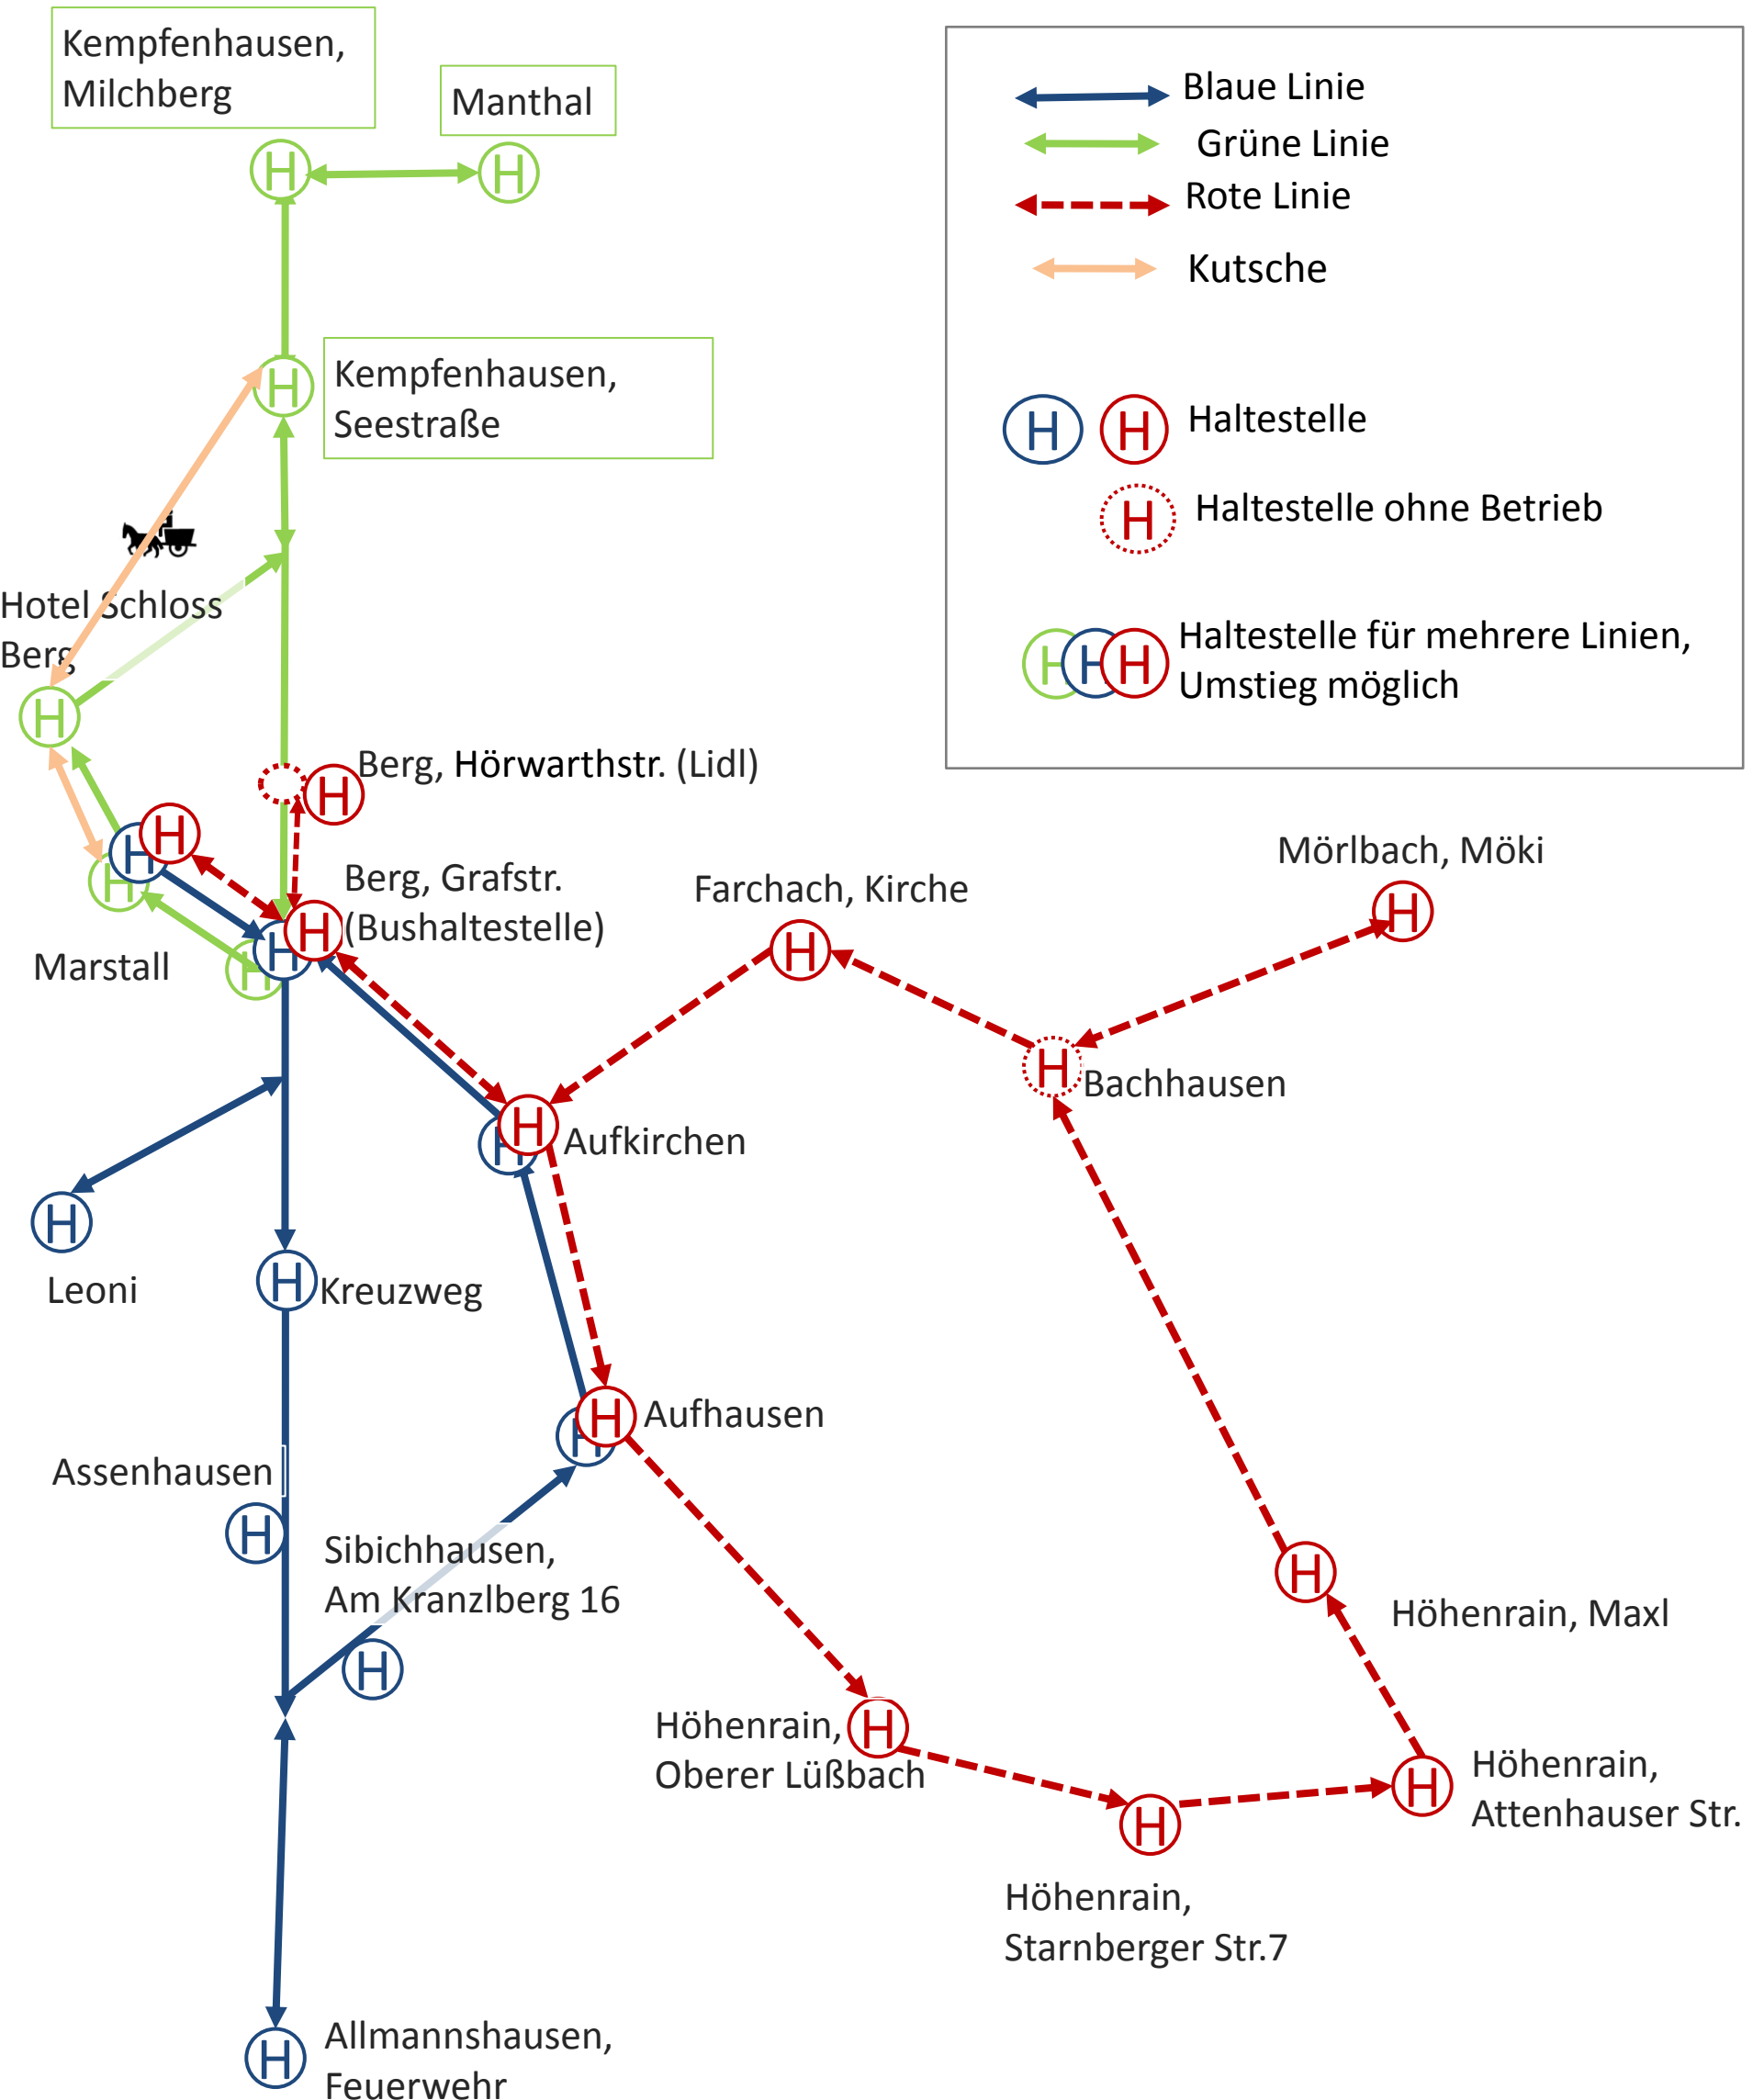 Kempfenhausen,
Milchberg
Manthal
Blaue Linie
Grüne Linie
Rote Linie
Kutsche
Kempfenhausen,
Seestraße
H H Haltestelle
H Haltestelle ohne Betrieb
H H H Haltestelle für mehrere Linien,
Umstieg möglich
H
H
H
Hotel Schloss
Berg
H
Berg, Hörwarthstr. (Lidl)
H
H
H
H
Marstall
Berg, Grafstr.
(Bushaltestelle)
H
H
H
Farchach, Kirche
H
Mörlbach, Möki
H
H
Bachhausen
H
H
Aufkirchen
H
Leoni
H
Kreuzweg
H
H
Aufhausen
Assenhausen
H
Sibichhausen,
Am Kranzlberg 16
H
H
Höhenrain, Maxl
Höhenrain,
Oberer Lüßbach
H
H
Höhenrain,
Attenhauser Str.
H
Höhenrain,
Starnberger Str.7
H
Allmannshausen,
Feuerwehr